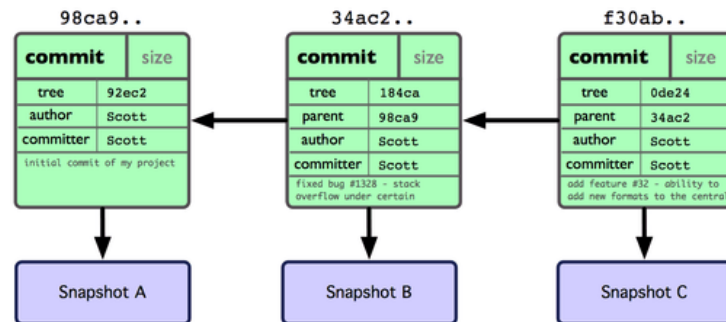 98ca9..
commit size
tree 92ec2
author Scott
committer Scott
initial commit of my project
Snapshot A
34ac2..
commit size
tree 184ca
parent 98ca9
author Scott
committer Scott
fixed bug #1328 - stack
overflow under certain
Snapshot B
f30ab..
commit size
tree 0de24
parent 34ac2
author Scott
committer Scott
add feature #32 - ability to
add new formats to the central
Snapshot C